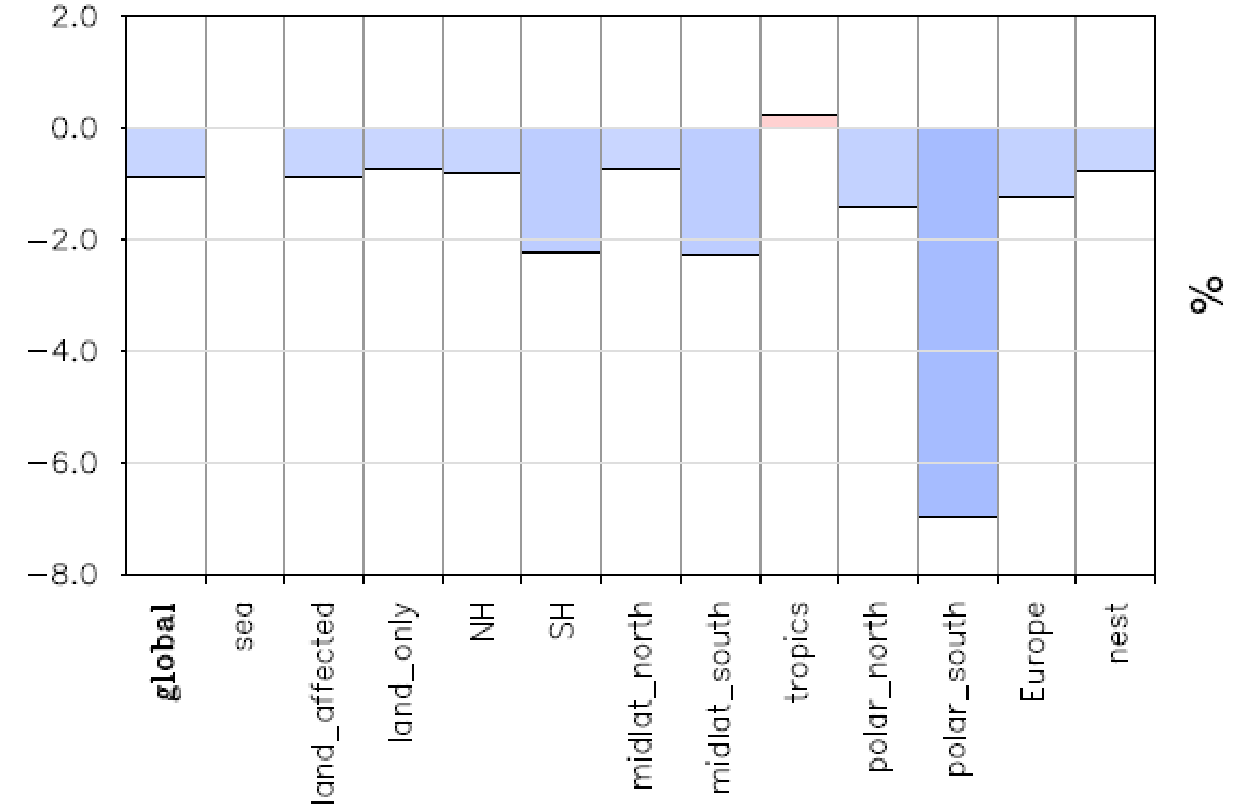 2.0
0.0
−2.0
−4.0
−6.0
−8.0
%
global
sea
land_affected
land_only
NH
SH
midlat_north
midlat_south
tropics
polar_north
polar_south
Europe
nest